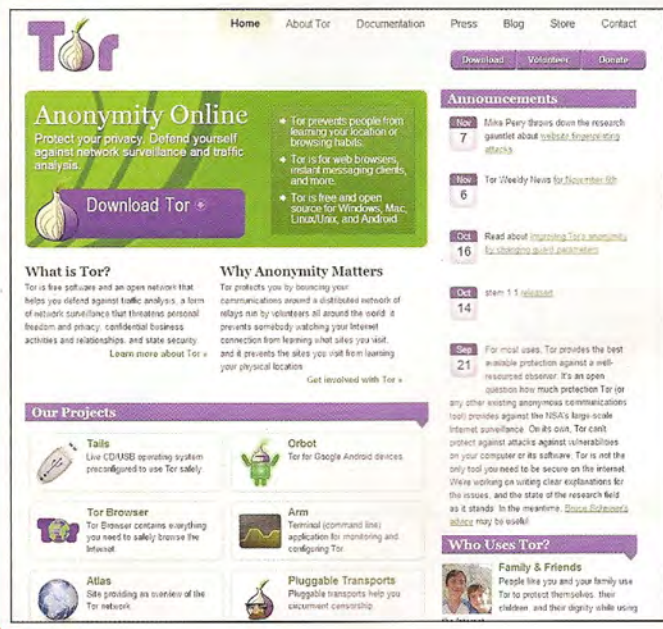 Tor
Home About Tor Documentation Press Blog Store Contact
Download Volunteer Donate
Anonymity Online
Protect your privacy. Defend yourself
against network surveillance and traffic
analysis.
Download Tor
Tor prevents people from
learning your location or
browsing habits.
Tor is for web browsers,
instant messaging clients,
and more.
Tor is free and open
source for Windows, Mac,
Linux/Unix, and Android
What is Tor?
Tor is free software and an open network that
helps you defend against traffic analysis, a form
of network surveillance that threatens personal
freedom and privacy, confidential business
activities and relationships, and state security
Learn more about Tor »
Why Anonymity Matters
Tor protects you by bouncing your
communications around a distributed network of
relays run by volunteers all around the world: it
prevents somebody watching your Internet
connection from learning what sites you visit,
and it prevents the sites you visit from learning
your physical location
Get involved with Tor »
Our Projects
Tails
Live CD/USB operating system
preconfigured to use Tor safely.
Orbot
Tor for Google Android devices.
Tor Browser
Tor Browser contains everything
you need to safely browse the
Internet.
Arm
Terminal (command line)
application for monitoring and
configuring Tor.
Atlas
Site providing an overview of the
Tor network.
Pluggable Transports
Pluggable transports help you
circumvent censorship.
Announcements
Nov
7
Mike Perry throws down the research
gauntlet about website fingerprinting
attacks.
Nov
6
Tor Weekly News for November 6th
Oct
16
Read about improving Tor's anonymity
by changing guard parameters
Oct
14
stem 1.1 released.
Sep
21
For most uses, Tor provides the best
available protection against a well-
resourced observer. It's an open
question how much protection Tor (or
any other existing anonymous communications
tool) provides against the NSA's large-scale
Internet surveillance. On its own, Tor can't
protect against attacks against vulnerabilities
on your computer or its software. Tor is not the
only tool you need to be secure on the internet.
We're working on writing clear explanations for
the issues, and the state of the research field
as it stands. In the meantime, Bruce Schneier's
advice may be useful.
Who Uses Tor?
Family & Friends
People like you and your family use
Tor to protect themselves, their
children, and their dignity while using
the Internet.